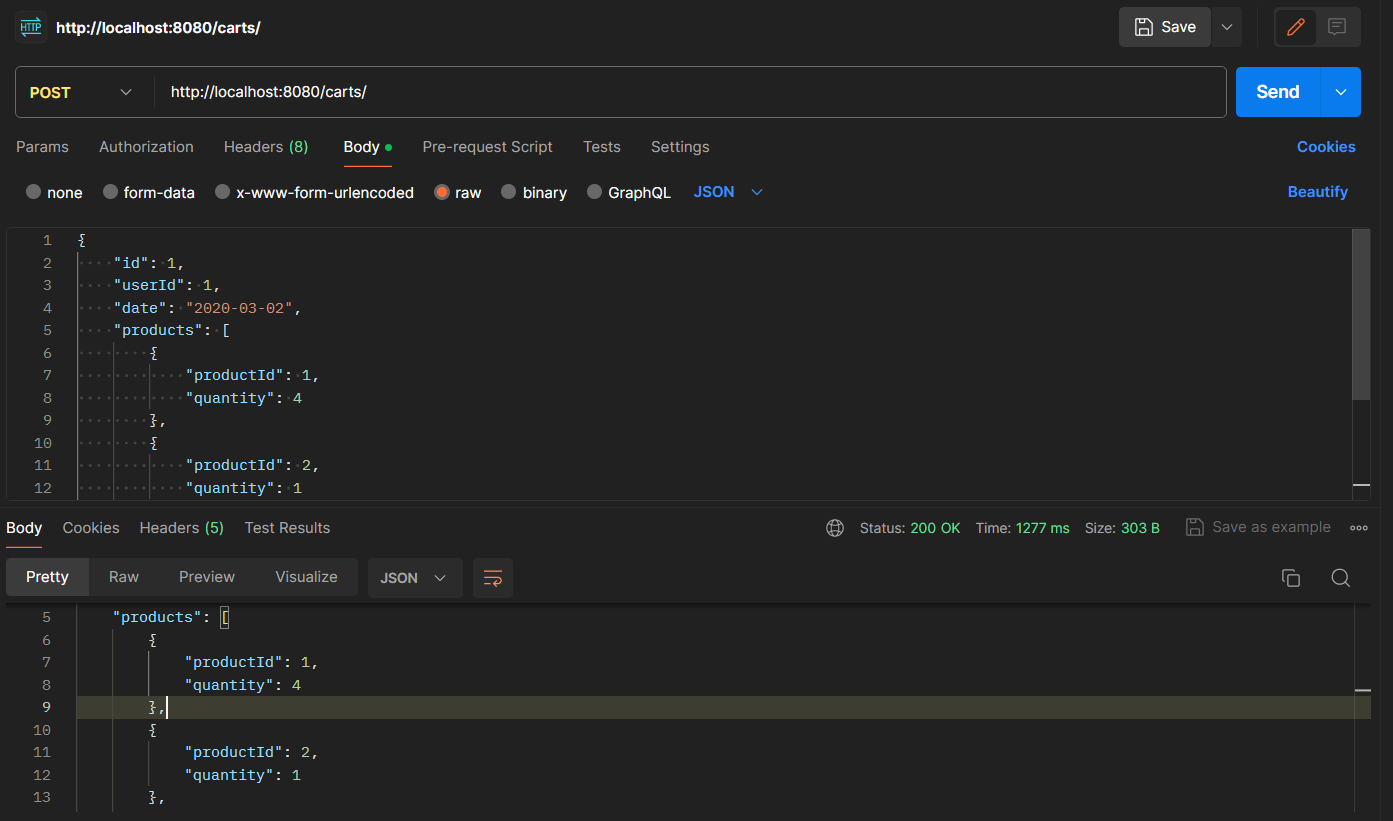 HTTP http://localhost:8080/carts/ Save
POST http://localhost:8080/carts/ Send
Params Authorization Headers (8) Body Pre-request Script Tests Settings Cookies
none form-data x-www-form-urlencoded raw binary GraphQL JSON Beautify
1 {
2 "id": 1,
3 "userId": 1,
4 "date": "2020-03-02",
5 "products": [
6 {
7 "productId": 1,
8 "quantity": 4
9 },
10 {
11 "productId": 2,
12 "quantity": 1
Body Cookies Headers (5) Test Results Status: 200 OK Time: 1277 ms Size: 303 B Save as example
Pretty Raw Preview Visualize JSON
5 "products": [
6 {
7 "productId": 1,
8 "quantity": 4
9 },
10 {
11 "productId": 2,
12 "quantity": 1
13 },